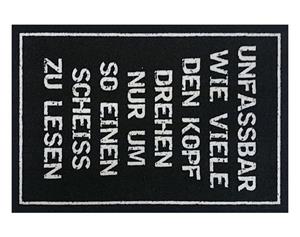 UNFASSBAR
WIE VIELE
DEN KOPF
DREHEN
NUR UM
SO EINEN
SCHEISS
ZU LESEN